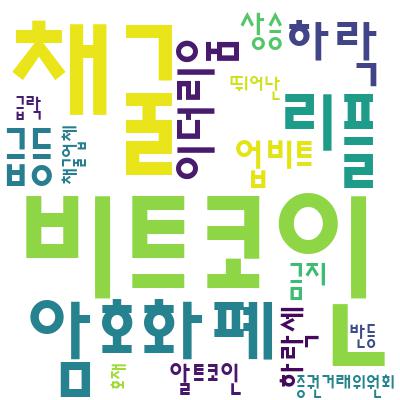 채굴
이더리움
상승
하락
뛰어난
급락
리플
급등
채굴업체
업비트
비트코인
금지
암호화폐
하락세
반등
화재
알트코인
증권거래위원회